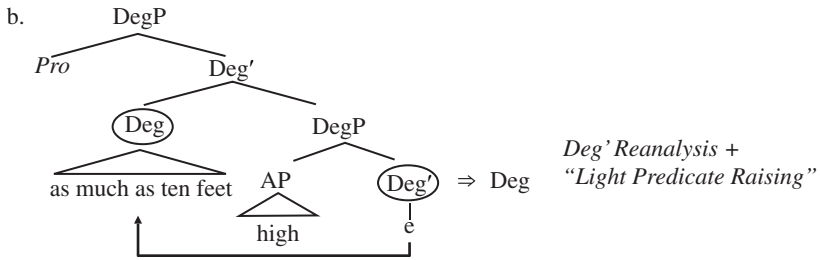 b.
DegP
Pro Deg′
Deg DegP
Deg’ Reanalysis +
as much as ten feet AP Deg′ ⇒ Deg “Light Predicate Raising”
high e